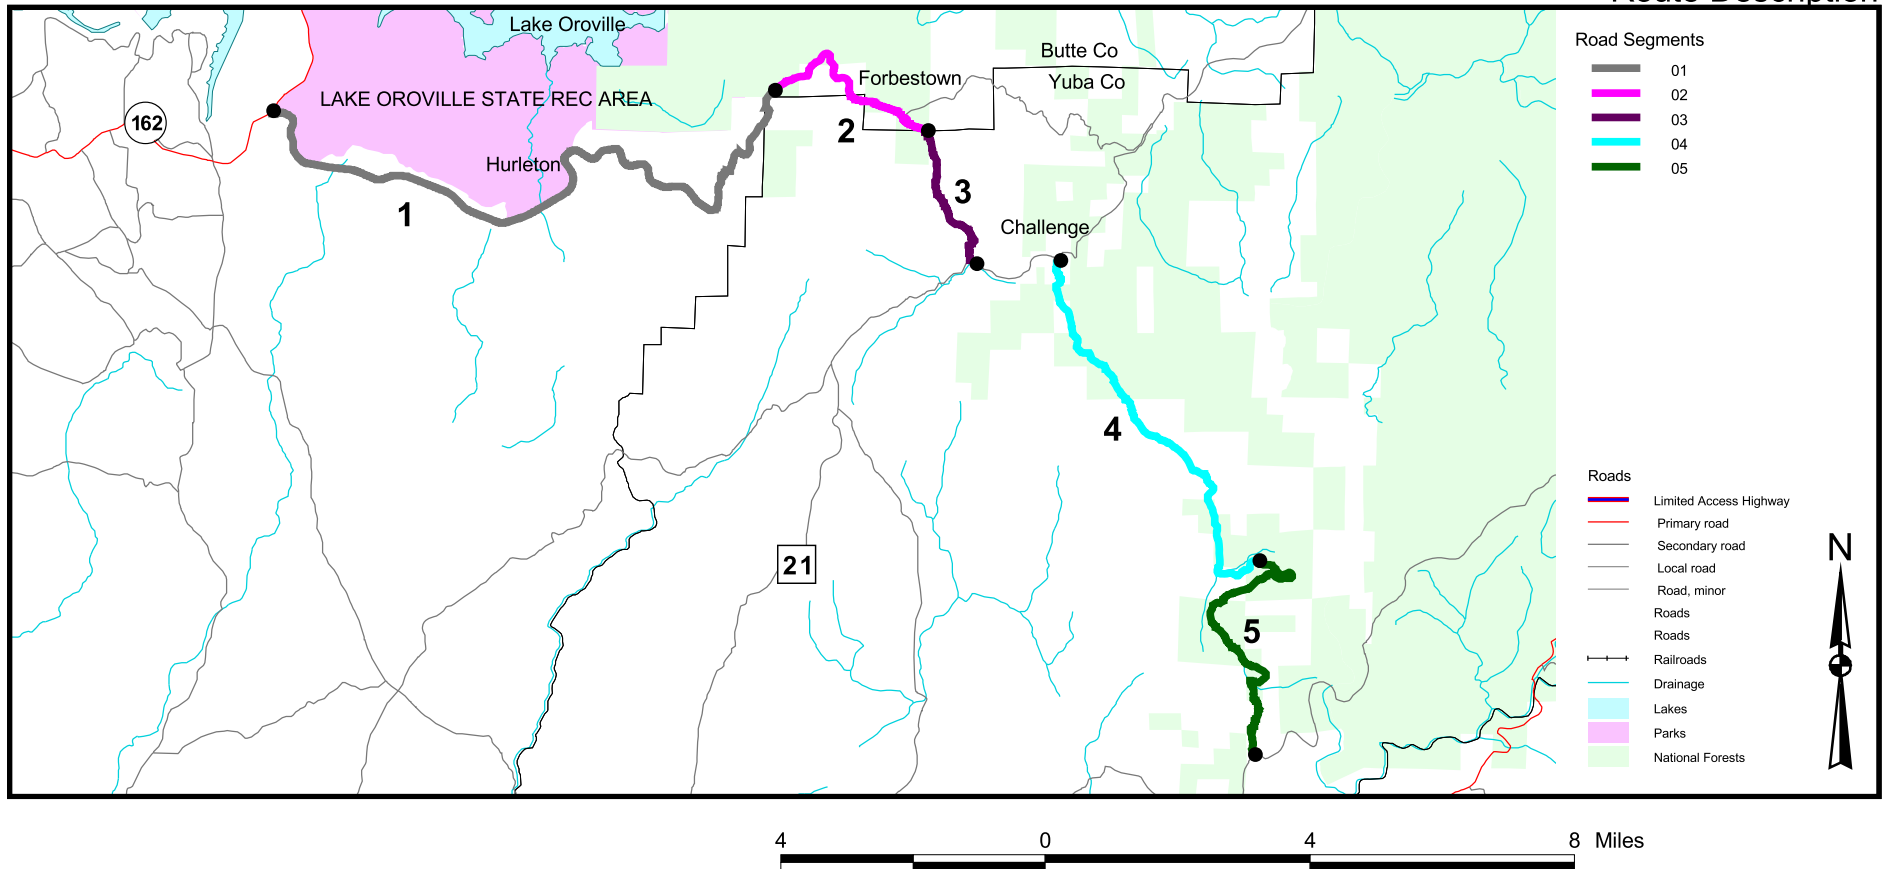 Route Description
Lake Oroville
Butte Co
Yuba Co
Forbestown
LAKE OROVILLE STATE REC AREA
162
Hurleton
1
2
3
Challenge
4
21
5
Road Segments
01
02
03
04
05
Roads
Limited Access Highway
Primary road
Secondary road
Local road
Road, minor
Roads
Roads
Railroads
Drainage
Lakes
Parks
National Forests
N
4 0 4 8 Miles